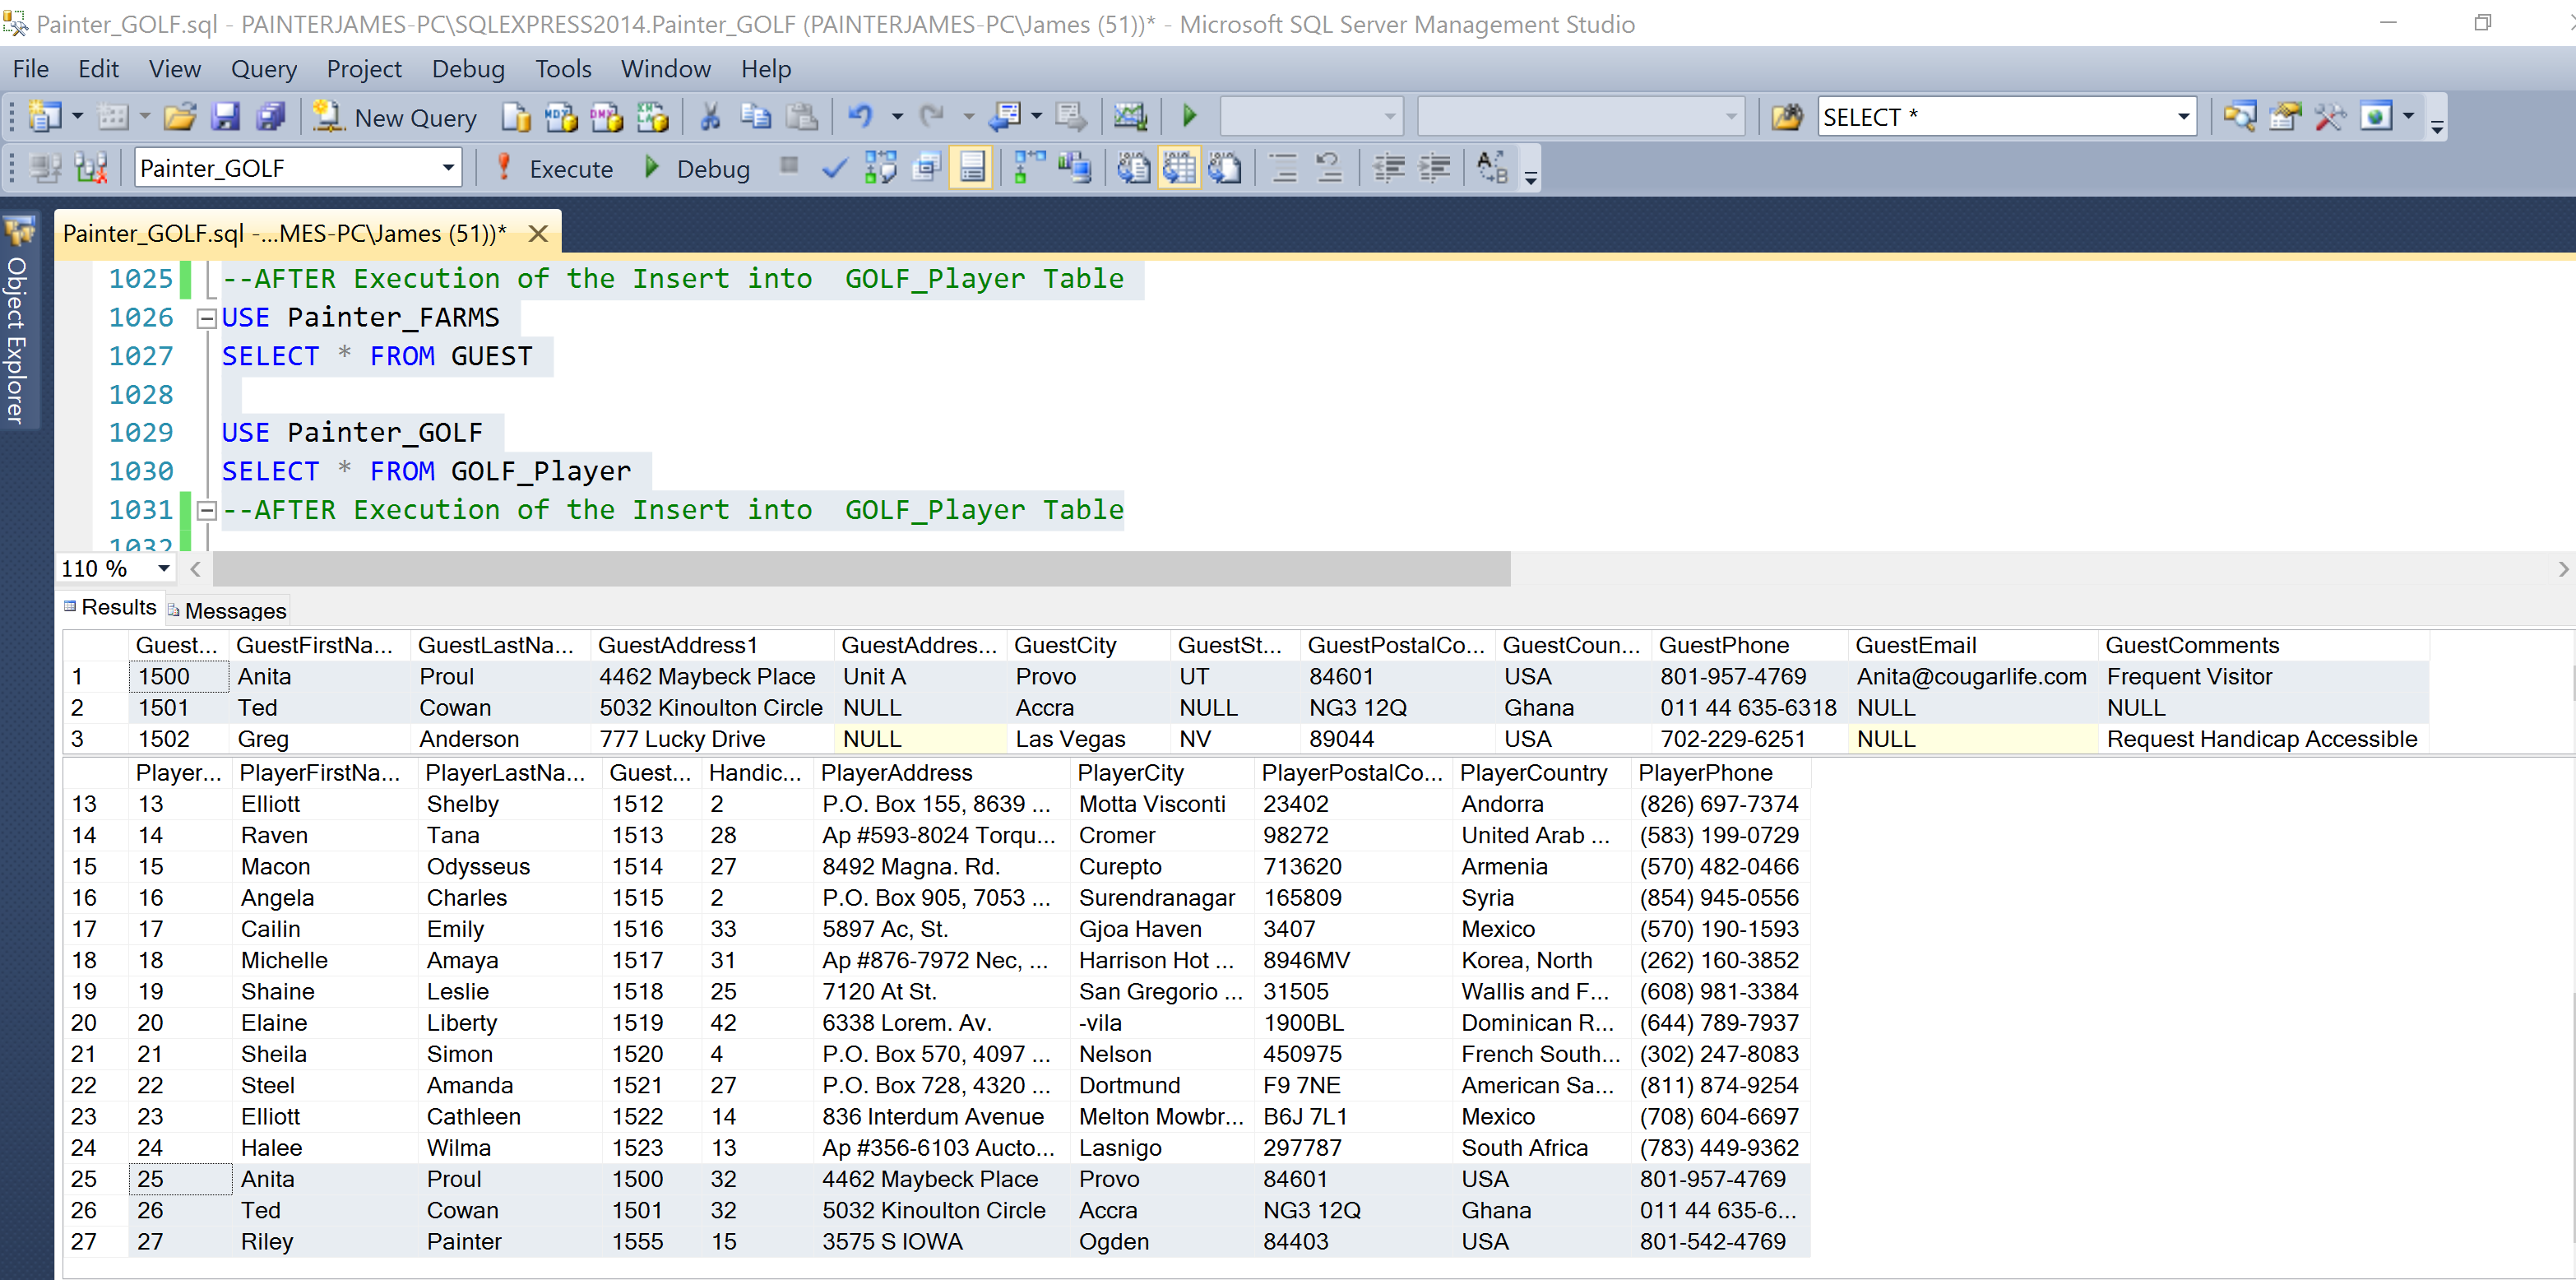 Painter_GOLF.sql - PAINTERJAMES-PC\SQLEXPRESS2014.Painter_GOLF (PAINTERJAMES-PC\James (51))* - Microsoft SQL Server Management Studio
File Edit View Query Project Debug Tools Window Help
New Query SELECT *
Painter_GOLF Execute Debug
Object Explorer
Painter_GOLF.sql -...MES-PC\James (51))*
1025 --AFTER Execution of the Insert into  GOLF_Player Table
1026 USE Painter_FARMS
1027 SELECT * FROM GUEST
1028
1029 USE Painter_GOLF
1030 SELECT * FROM GOLF_Player
1031 --AFTER Execution of the Insert into  GOLF_Player Table
1032
110 %
Results Messages
Guest... GuestFirstNa... GuestLastNa... GuestAddress1 GuestAddres... GuestCity GuestSt... GuestPostalCo... GuestCoun... GuestPhone GuestEmail GuestComments
1 1500 Anita Proul 4462 Maybeck Place Unit A Provo UT 84601 USA 801-957-4769 Anita@cougarlife.com Frequent Visitor
2 1501 Ted Cowan 5032 Kinoulton Circle NULL Accra NULL NG3 12Q Ghana 011 44 635-6318 NULL NULL
3 1502 Greg Anderson 777 Lucky Drive NULL Las Vegas NV 89044 USA 702-229-6251 NULL Request Handicap Accessible
Player... PlayerFirstNa... PlayerLastNa... Guest... Handic... PlayerAddress PlayerCity PlayerPostalCo... PlayerCountry PlayerPhone
13 13 Elliott Shelby 1512 2 P.O. Box 155, 8639 ... Motta Visconti 23402 Andorra (826) 697-7374
14 14 Raven Tana 1513 28 Ap #593-8024 Torqu... Cromer 98272 United Arab ... (583) 199-0729
15 15 Macon Odysseus 1514 27 8492 Magna. Rd. Curepto 713620 Armenia (570) 482-0466
16 16 Angela Charles 1515 2 P.O. Box 905, 7053 ... Surendranagar 165809 Syria (854) 945-0556
17 17 Cailin Emily 1516 33 5897 Ac, St. Gjoa Haven 3407 Mexico (570) 190-1593
18 18 Michelle Amaya 1517 31 Ap #876-7972 Nec, ... Harrison Hot ... 8946MV Korea, North (262) 160-3852
19 19 Shaine Leslie 1518 25 7120 At St. San Gregorio ... 31505 Wallis and F... (608) 981-3384
20 20 Elaine Liberty 1519 42 6338 Lorem. Av. -vila 1900BL Dominican R... (644) 789-7937
21 21 Sheila Simon 1520 4 P.O. Box 570, 4097 ... Nelson 450975 French South... (302) 247-8083
22 22 Steel Amanda 1521 27 P.O. Box 728, 4320 ... Dortmund F9 7NE American Sa... (811) 874-9254
23 23 Elliott Cathleen 1522 14 836 Interdum Avenue Melton Mowbr... B6J 7L1 Mexico (708) 604-6697
24 24 Halee Wilma 1523 13 Ap #356-6103 Aucto... Lasnigo 297787 South Africa (783) 449-9362
25 25 Anita Proul 1500 32 4462 Maybeck Place Provo 84601 USA 801-957-4769
26 26 Ted Cowan 1501 32 5032 Kinoulton Circle Accra NG3 12Q Ghana 011 44 635-6...
27 27 Riley Painter 1555 15 3575 S IOWA Ogden 84403 USA 801-542-4769